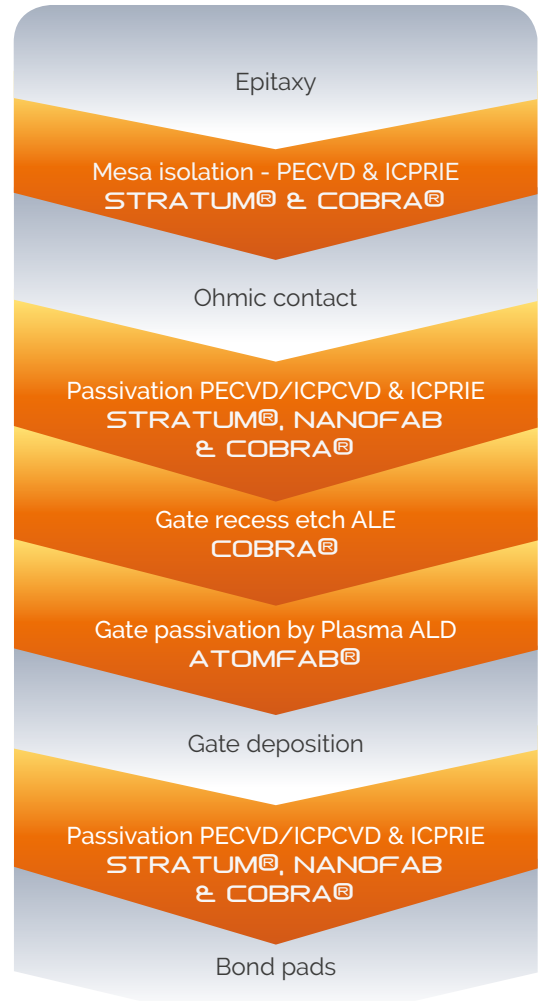 Epitaxy
Mesa isolation - PECVD & ICPRIE
STRATUM® & COBRA®
Ohmic contact
Passivation PECVD/ICPCVD & ICPRIE
STRATUM®, NANOFAB
& COBRA®
Gate recess etch ALE
COBRA®
Gate passivation by Plasma ALD
ATOMFAB®
Gate deposition
Passivation PECVD/ICPCVD & ICPRIE
STRATUM®, NANOFAB
& COBRA®
Bond pads